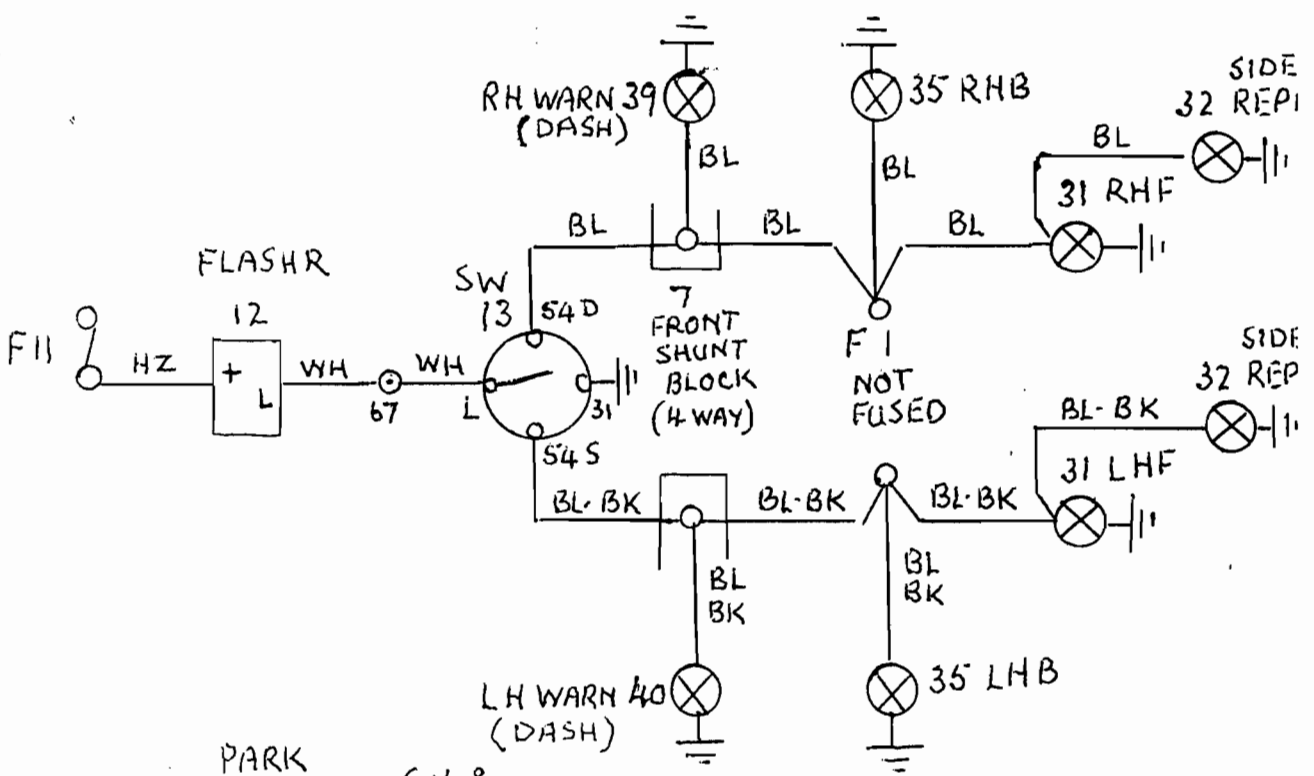 RH WARN 39
(DASH)
BL
35 RHB
BL
SIDE
32 REPI
BL
31 RHF
BL
BL
BL
FLASHR
12
F11
HZ
+
L
WH
67
WH
SW
13
54D
L
31
54S
7
FRONT
SHUNT
BLOCK
(4 WAY)
F1
NOT
FUSED
SIDE
32 REP
BL-BK
31 LHF
BL-BK
BL-BK
BL-BK
BL
BK
BL
BK
LH WARN 40
(DASH)
35 LHB
PARK